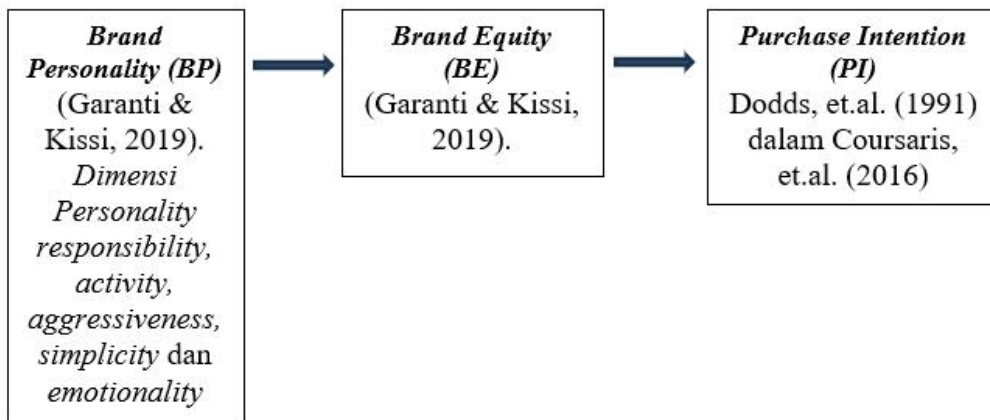 Brand
Personality (BP)
(Garanti &
Kissi, 2019).
Dimensi
Personality
responsibility,
activity,
aggressiveness,
simplicity dan
emotionality
Brand Equity
(BE)
(Garanti & Kissi,
2019).
Purchase Intention
(PI)
Dodds, et.al. (1991)
dalam Coursaris,
et.al. (2016)